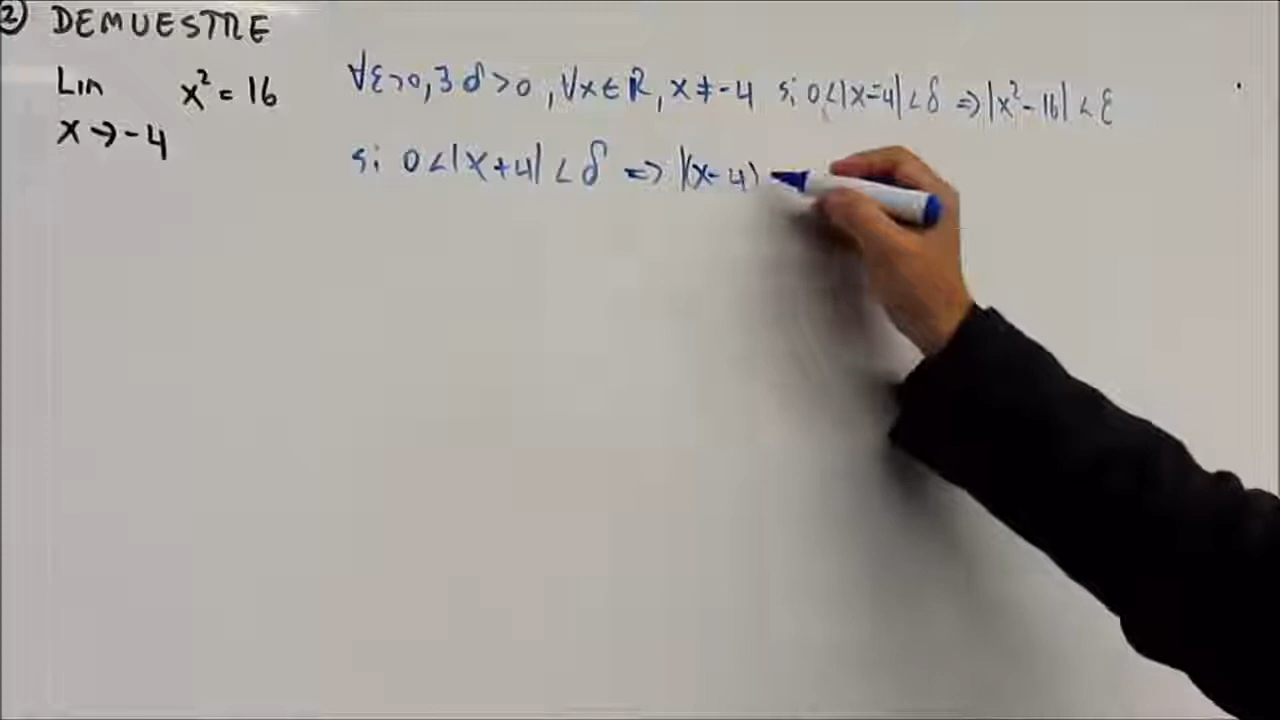 ② DEMUESTRE
Lim x² = 16
x→-4
∀ε>0,∃ δ>0, ∀x∈R, x≠-4 si 0<|x-4|<δ ⇒ |x²-16|<ε
si 0<|x+4|<δ ⇒ |(x-4)